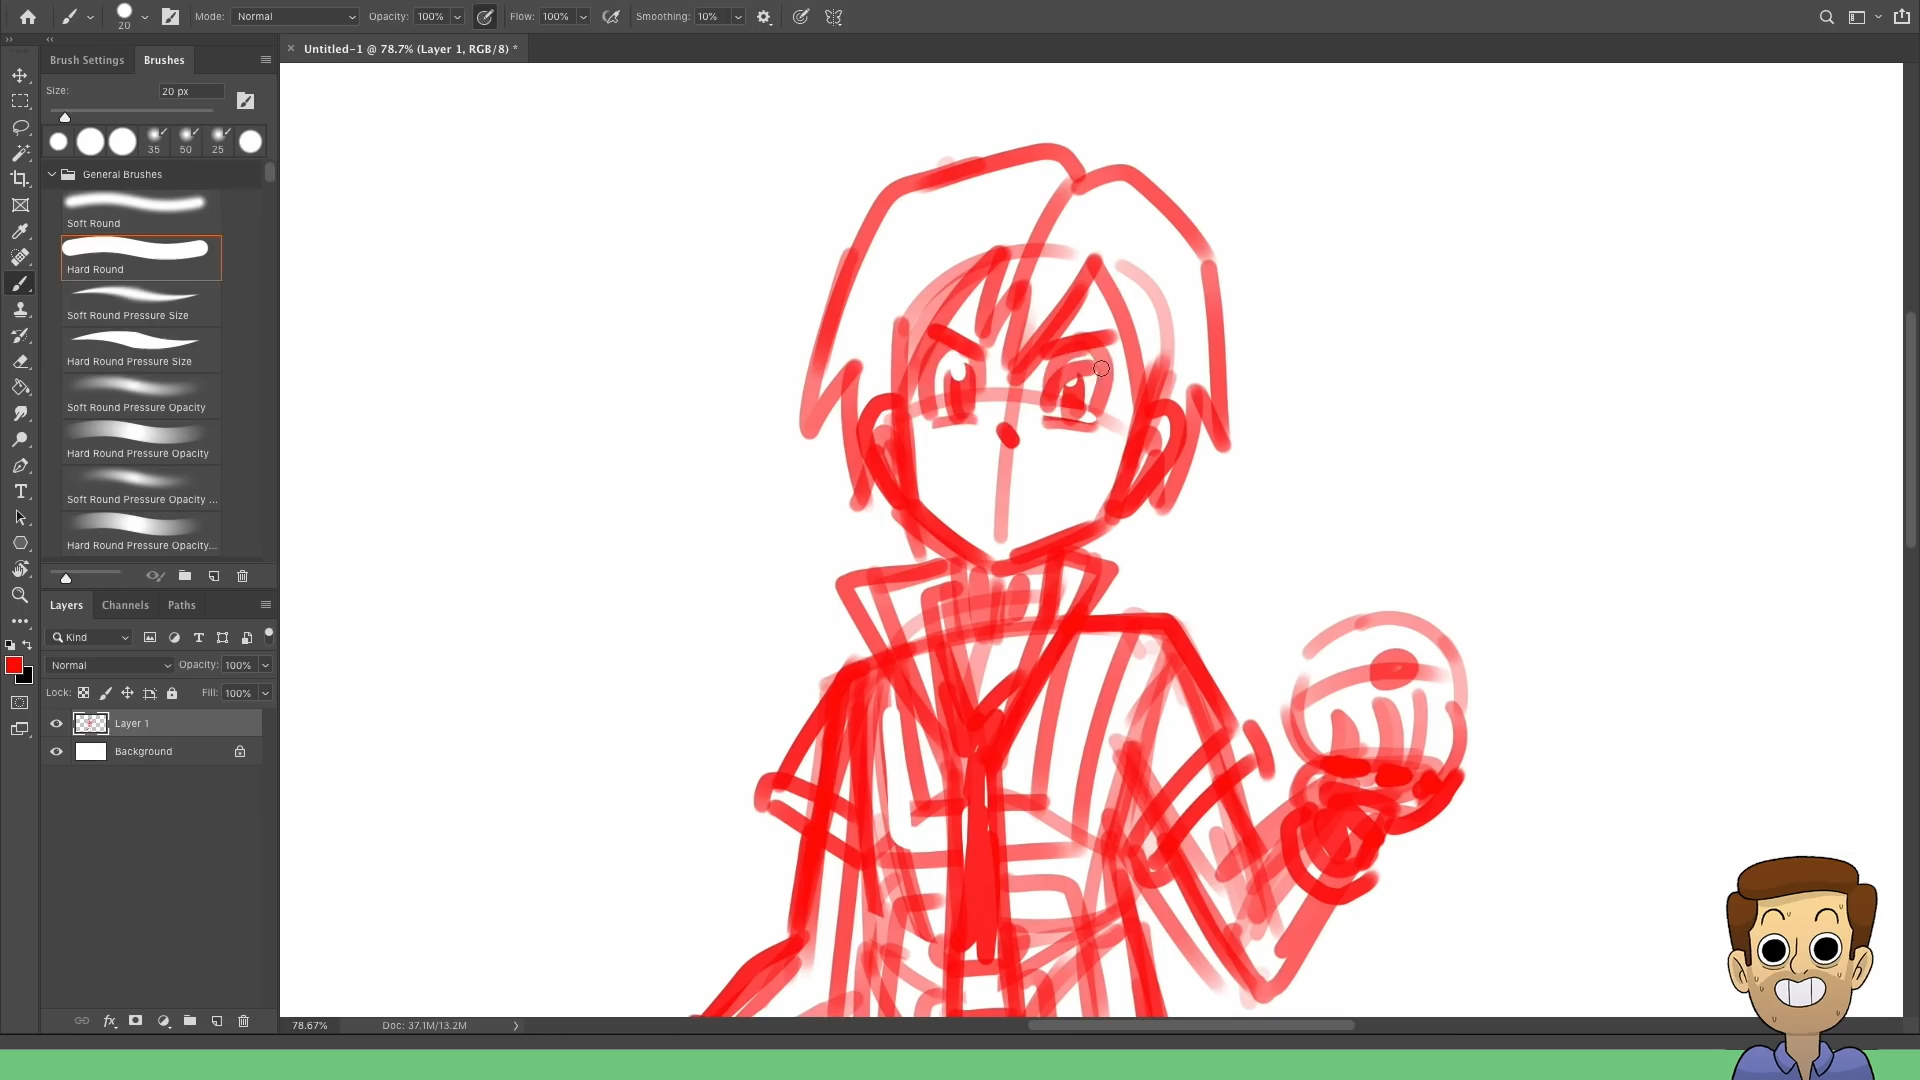 Mode: Normal Opacity: 100% Flow: 100% Smoothing: 10%
20
Untitled-1 @ 78.7% (Layer 1, RGB/8) *
Brush Settings Brushes
Size: 20 px
35 50 25
General Brushes
Soft Round
Hard Round
Soft Round Pressure Size
Hard Round Pressure Size
Soft Round Pressure Opacity
Hard Round Pressure Opacity
Soft Round Pressure Opacity ...
Hard Round Pressure Opacity...
Layers Channels Paths
Kind
Normal Opacity: 100%
Lock: Fill: 100%
Layer 1
Background
fx
78.67% Doc: 37.1M/13.2M